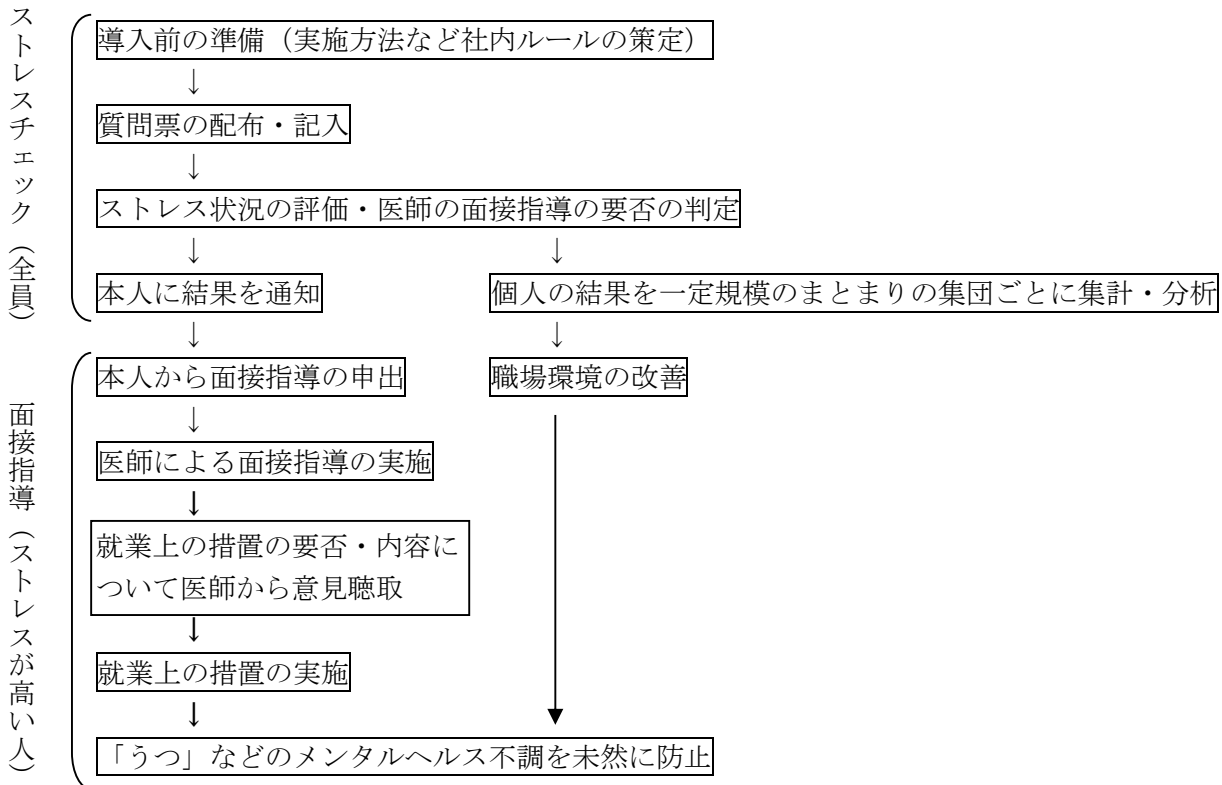 ストレスチェック（全員）
導入前の準備（実施方法など社内ルールの策定）
↓
質問票の配布・記入
↓
ストレス状況の評価・医師の面接指導の要否の判定
↓ ↓
本人に結果を通知
個人の結果を一定規模のまとまりの集団ごとに集計・分析
↓ ↓
面接指導（ストレスが高い人）
本人から面接指導の申出
職場環境の改善
↓
医師による面接指導の実施
↓
就業上の措置の要否・内容に
ついて医師から意見聴取
↓
就業上の措置の実施
↓
「うつ」などのメンタルヘルス不調を未然に防止